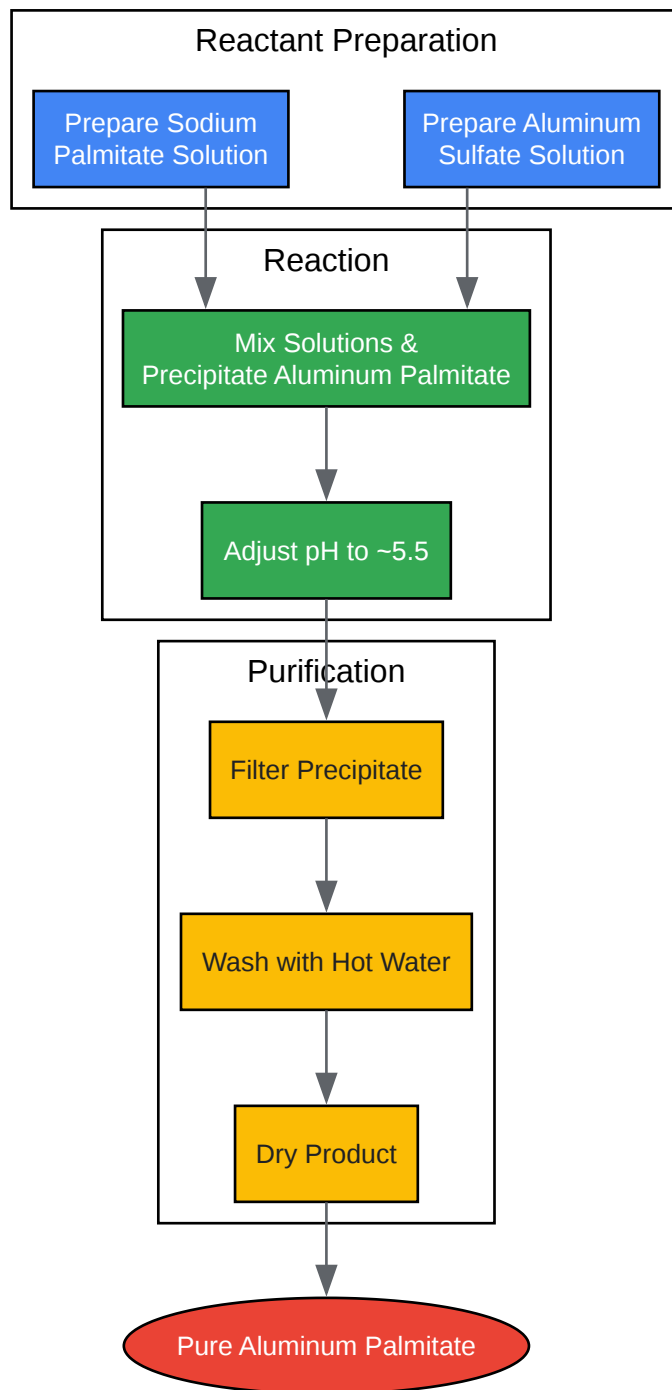 Reactant Preparation
Prepare Sodium
Palmitate Solution
Prepare Aluminum
Sulfate Solution
Reaction
Mix Solutions &
Precipitate Aluminum Palmitate
Adjust pH to ~5.5
Purification
Filter Precipitate
Wash with Hot Water
Dry Product
Pure Aluminum Palmitate